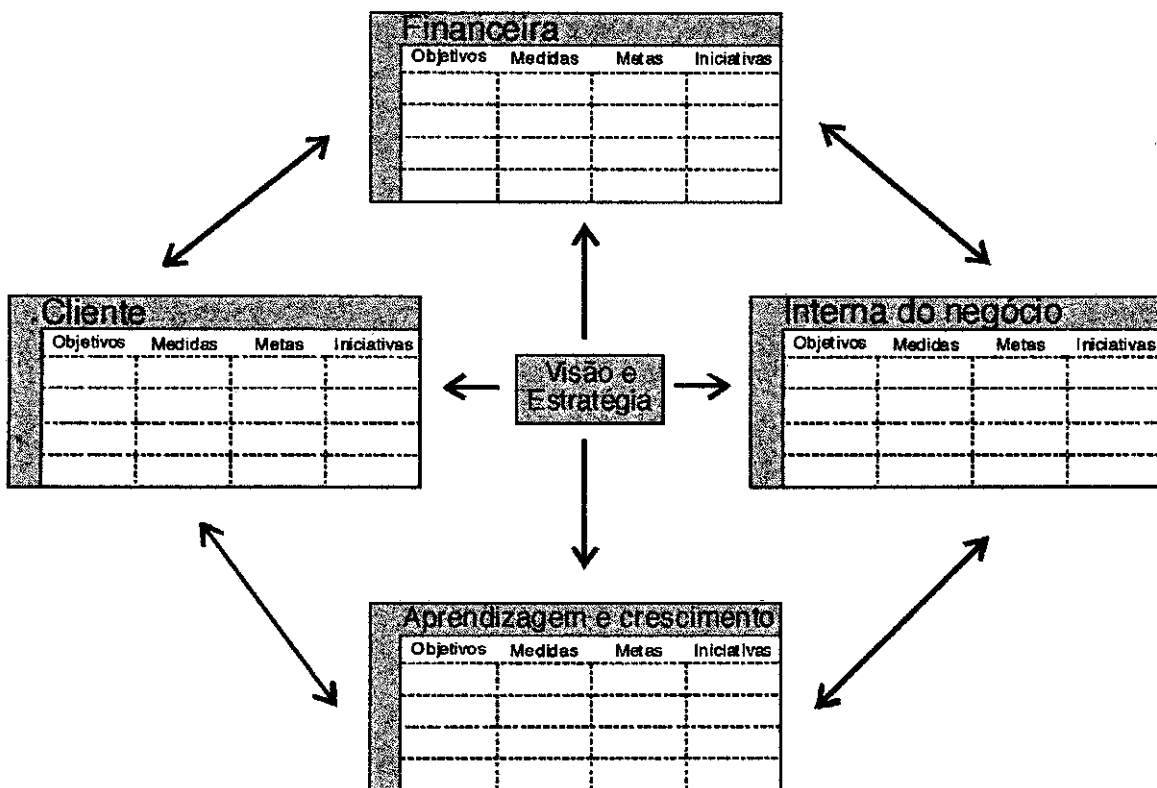 Financeira
Objetivos Medidas Metas Iniciativas
Cliente
Objetivos Medidas Metas Iniciativas
Visão e
Estratégia
Interna do negócio
Objetivos Medidas Metas Iniciativas
Aprendizagem e crescimento
Objetivos Medidas Metas Iniciativas